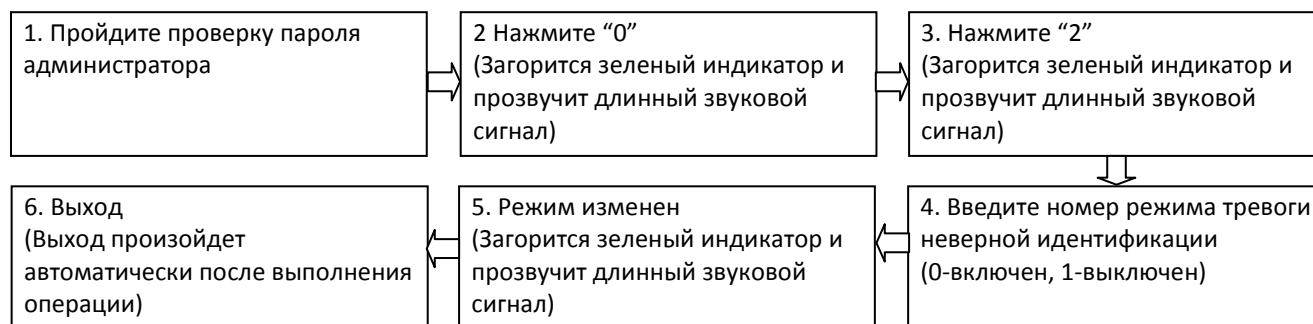 1. Пройдите проверку пароля
администратора
2 Нажмите “0”
(Загорится зеленый индикатор и
прозвучит длинный звуковой
сигнал)
3. Нажмите “2”
(Загорится зеленый индикатор и
прозвучит длинный звуковой
сигнал)
4. Введите номер режима тревоги
неверной идентификации
(0-включен, 1-выключен)
5. Режим изменен
(Загорится зеленый индикатор и
прозвучит длинный звуковой
сигнал)
6. Выход
(Выход произойдет
автоматически после выполнения
операции)